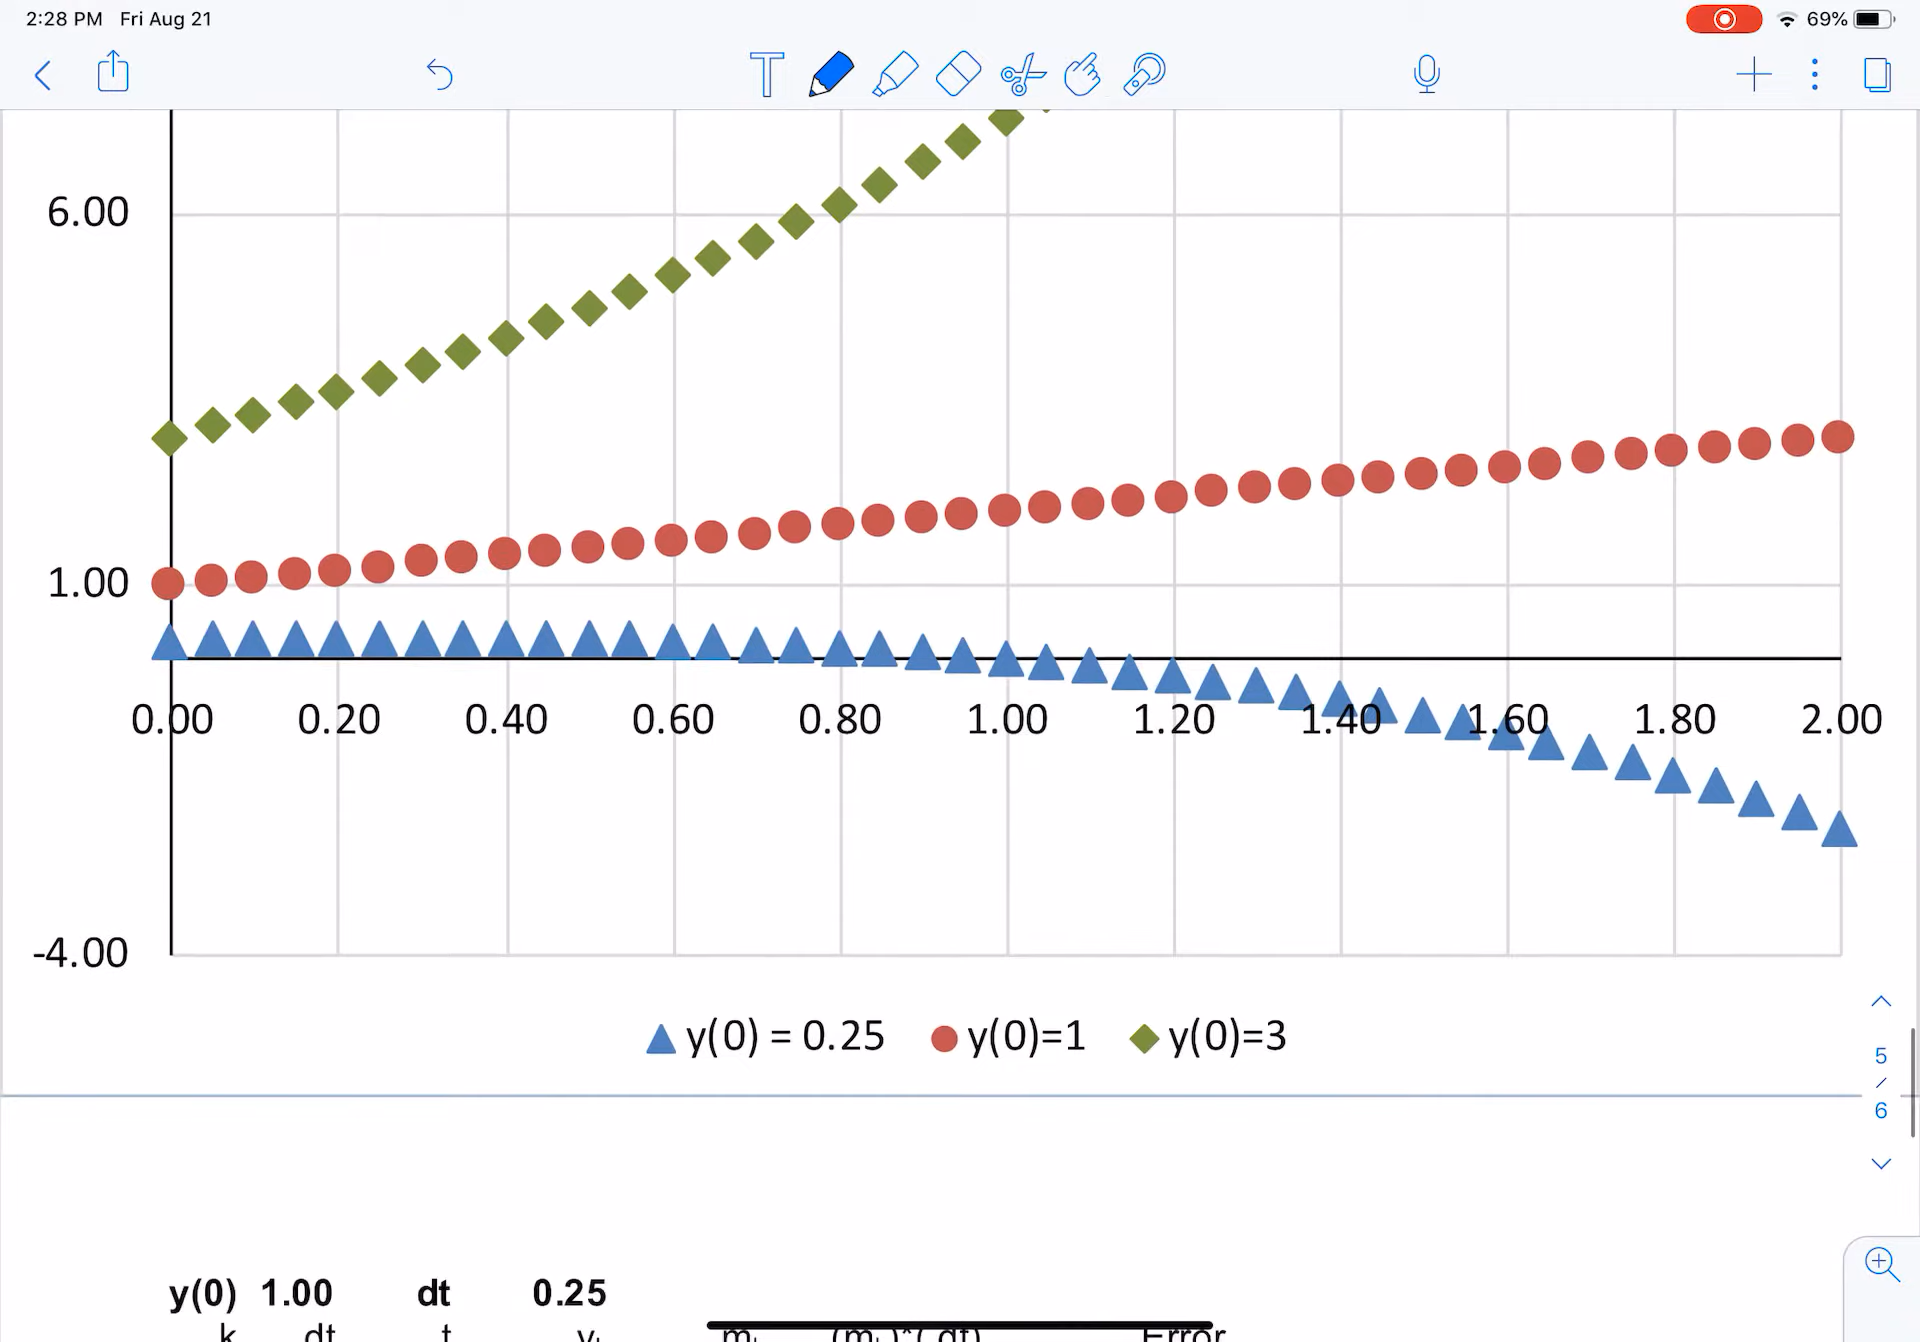 2:28 PM Fri Aug 21
69%
6.00
1.00
0.00 0.20 0.40 0.60 0.80 1.00 1.20 1.40 1.60 1.80 2.00
-4.00
y(0) = 0.25 y(0)=1 y(0)=3
5
/
6
y(0) 1.00 dt 0.25
k dt t Error